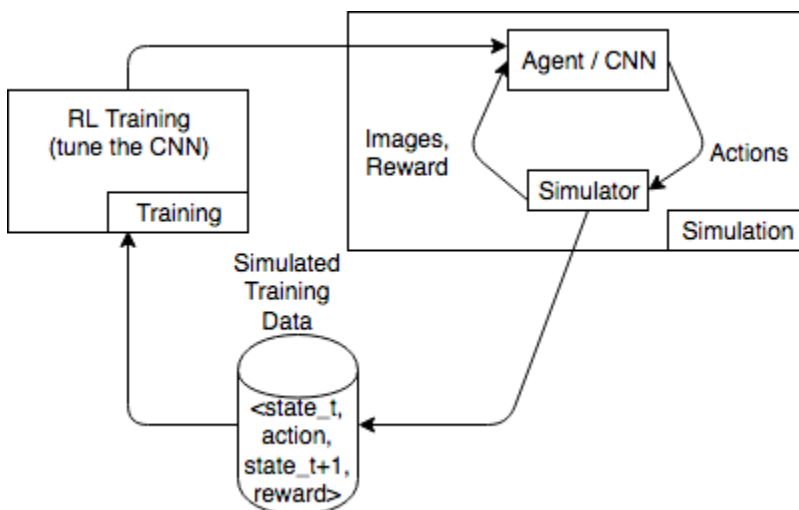 Agent / CNN
RL Training
(tune the CNN)
Images,
Reward
Actions
Simulator
Training
Simulation
Simulated
Training
Data
<state_t,
action,
state_t+1,
reward>